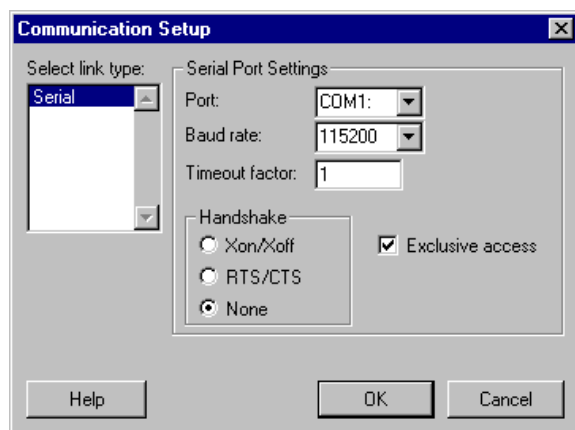 Communication Setup
Select link type:
Serial
Serial Port Settings
Port:
COM1:
Baud rate:
115200
Timeout factor:
1
Handshake
Xon/Xoff
RTS/CTS
None
Exclusive access
Help
OK
Cancel